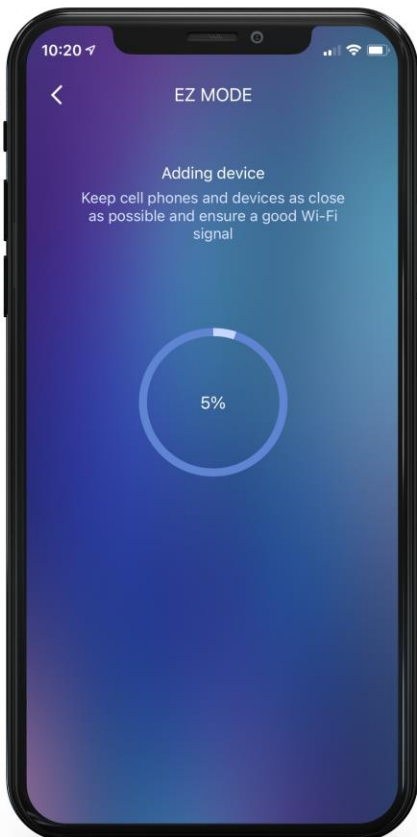 10:20
EZ MODE
Adding device
Keep cell phones and devices as close
as possible and ensure a good Wi-Fi
signal
5%